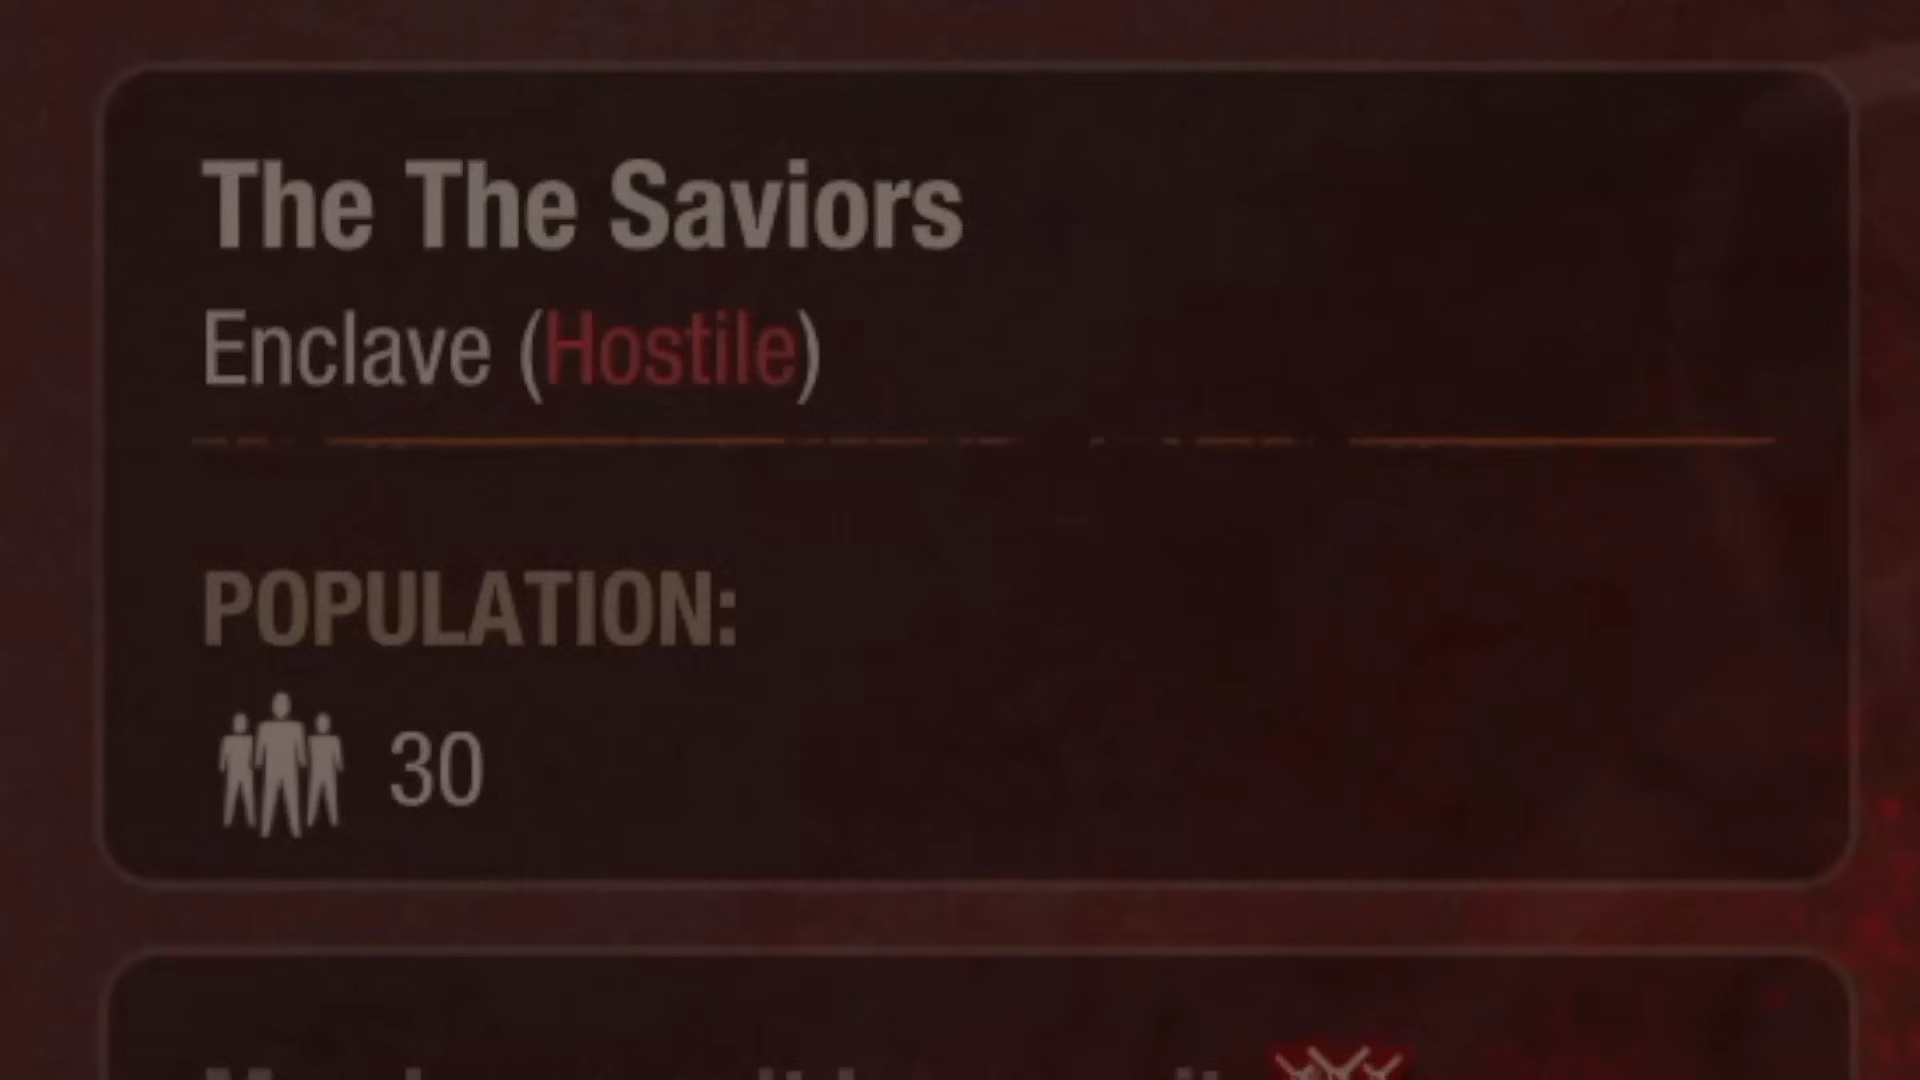 The The Saviors
Enclave (Hostile)
POPULATION:
30